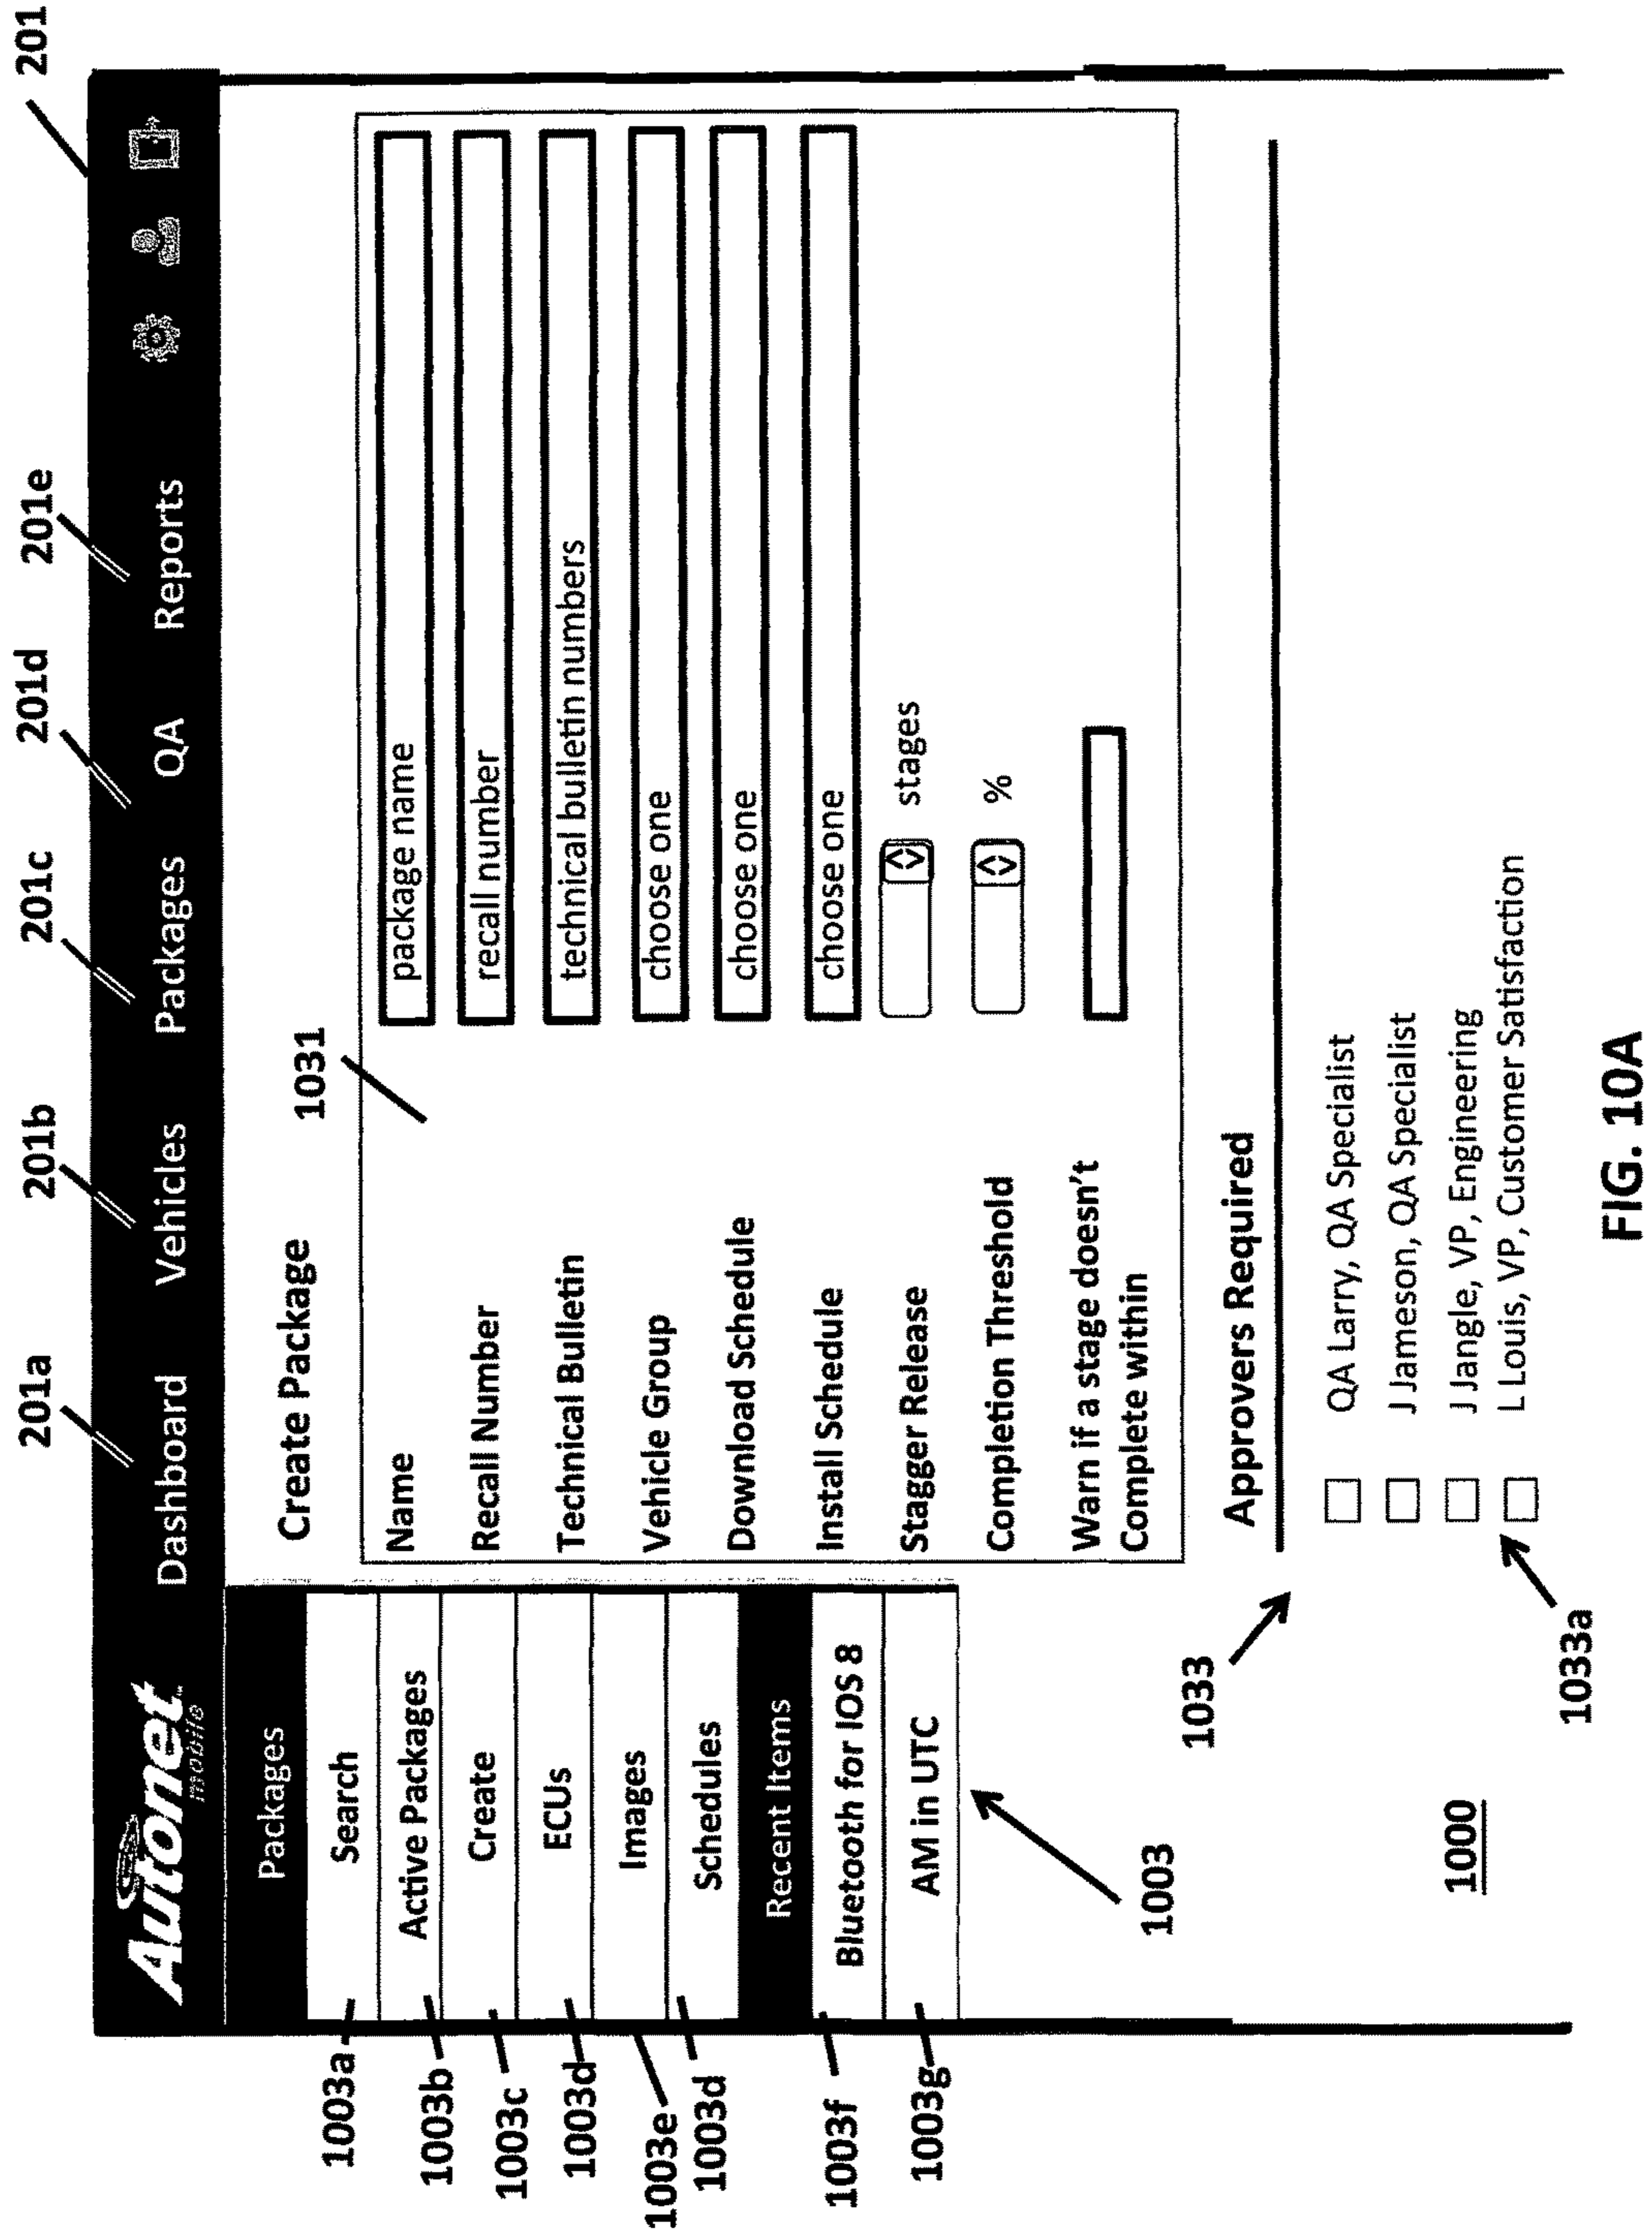 201
201a
201b
201c
201d
201e
Autonet
mobile
Dashboard
Vehicles
Packages
QA
Reports
Packages
Search
Active Packages
Create
ECUs
Images
Schedules
Recent Items
Bluetooth for IOS 8
AM in UTC
1003a
1003b
1003c
1003d
1003e
1003d
1003f
1003g
1003
Create Package
1031
Name
package name
Recall Number
recall number
Technical Bulletin
technical bulletin numbers
Vehicle Group
choose one
Download Schedule
choose one
Install Schedule
choose one
Stagger Release
stages
Completion Threshold
%
Warn if a stage doesn't
Complete within
Approvers Required
1033
QA Larry, QA Specialist
J Jameson, QA Specialist
J Jangle, VP, Engineering
L Louis, VP, Customer Satisfaction
1033a
1000
FIG. 10A